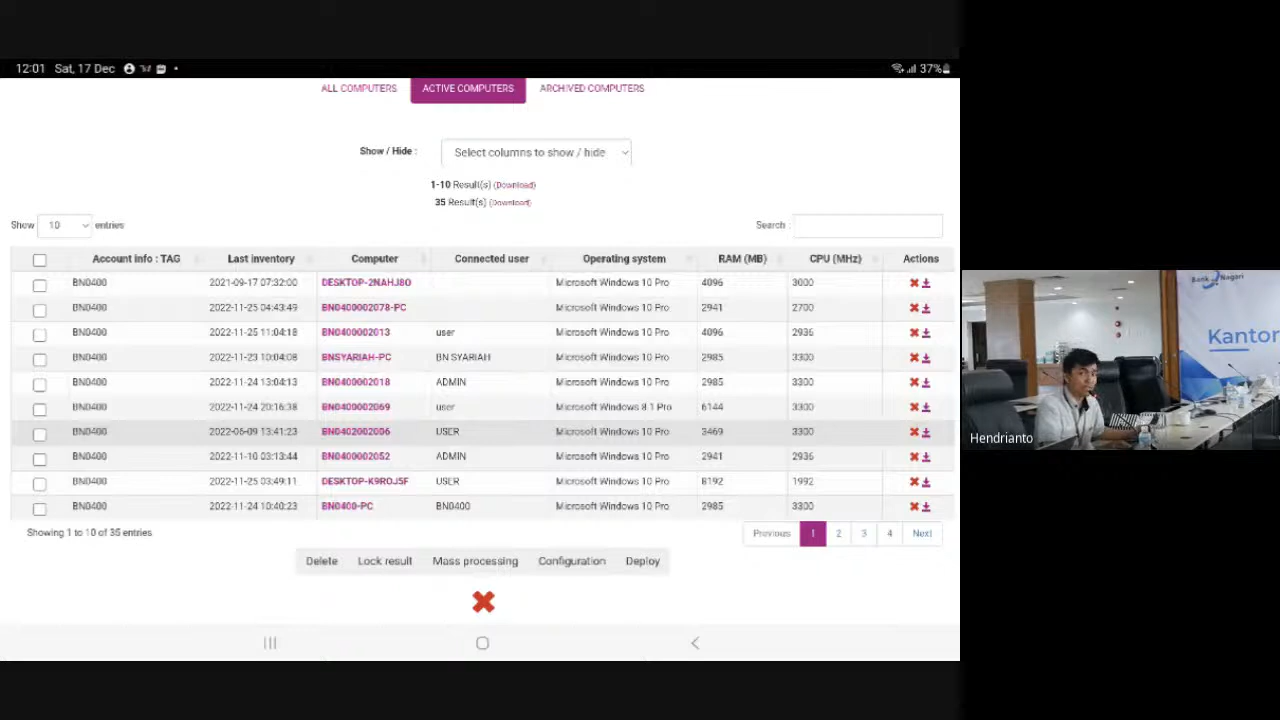 12:01 Sat, 17 Dec
37%
ALL COMPUTERS ACTIVE COMPUTERS ARCHIVED COMPUTERS
Show / Hide : Select columns to show / hide
1-10 Result(s) (Download)
35 Result(s) (Download)
Show 10 entries Search :
Account info : TAG Last inventory Computer Connected user Operating system RAM (MB) CPU (MHz) Actions
BN0400 2021-09-17 07:32:00 DESKTOP-2NAHJ8O Microsoft Windows 10 Pro 4096 3000
BN0400 2022-11-25 04:43:49 BN0400002078-PC Microsoft Windows 10 Pro 2941 2700
BN0400 2022-11-25 11:04:18 BN0400002013 user Microsoft Windows 10 Pro 4096 2936
BN0400 2022-11-23 10:04:08 BNSYARIAH-PC BN SYARIAH Microsoft Windows 10 Pro 2985 3300
BN0400 2022-11-24 13:04:13 BN0400002018 ADMIN Microsoft Windows 10 Pro 2985 3300
BN0400 2022-11-24 20:16:38 BN0400002069 user Microsoft Windows 8.1 Pro 6144 3300
BN0400 2022-06-09 13:41:23 BN0402002006 USER Microsoft Windows 10 Pro 3469 3300
BN0400 2022-11-10 03:13:44 BN0400002052 ADMIN Microsoft Windows 10 Pro 2941 2936
BN0400 2022-11-25 03:49:11 DESKTOP-K9ROJ5F USER Microsoft Windows 10 Pro 8192 1992
BN0400 2022-11-24 10:40:23 BN0400-PC BN0400 Microsoft Windows 10 Pro 2985 3300
Showing 1 to 10 of 35 entries Previous 1 2 3 4 Next
Delete Lock result Mass processing Configuration Deploy
Bank Nagari
Kantor
Hendrianto